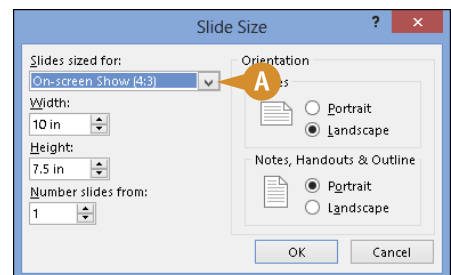 Slide Size
?
×
Slides sized for:
On-screen Show (4:3)
Width:
10 in
Height:
7.5 in
Number slides from:
1
Orientation
A
Portrait
Landscape
Notes, Handouts & Outline
Portrait
Landscape
OK
Cancel